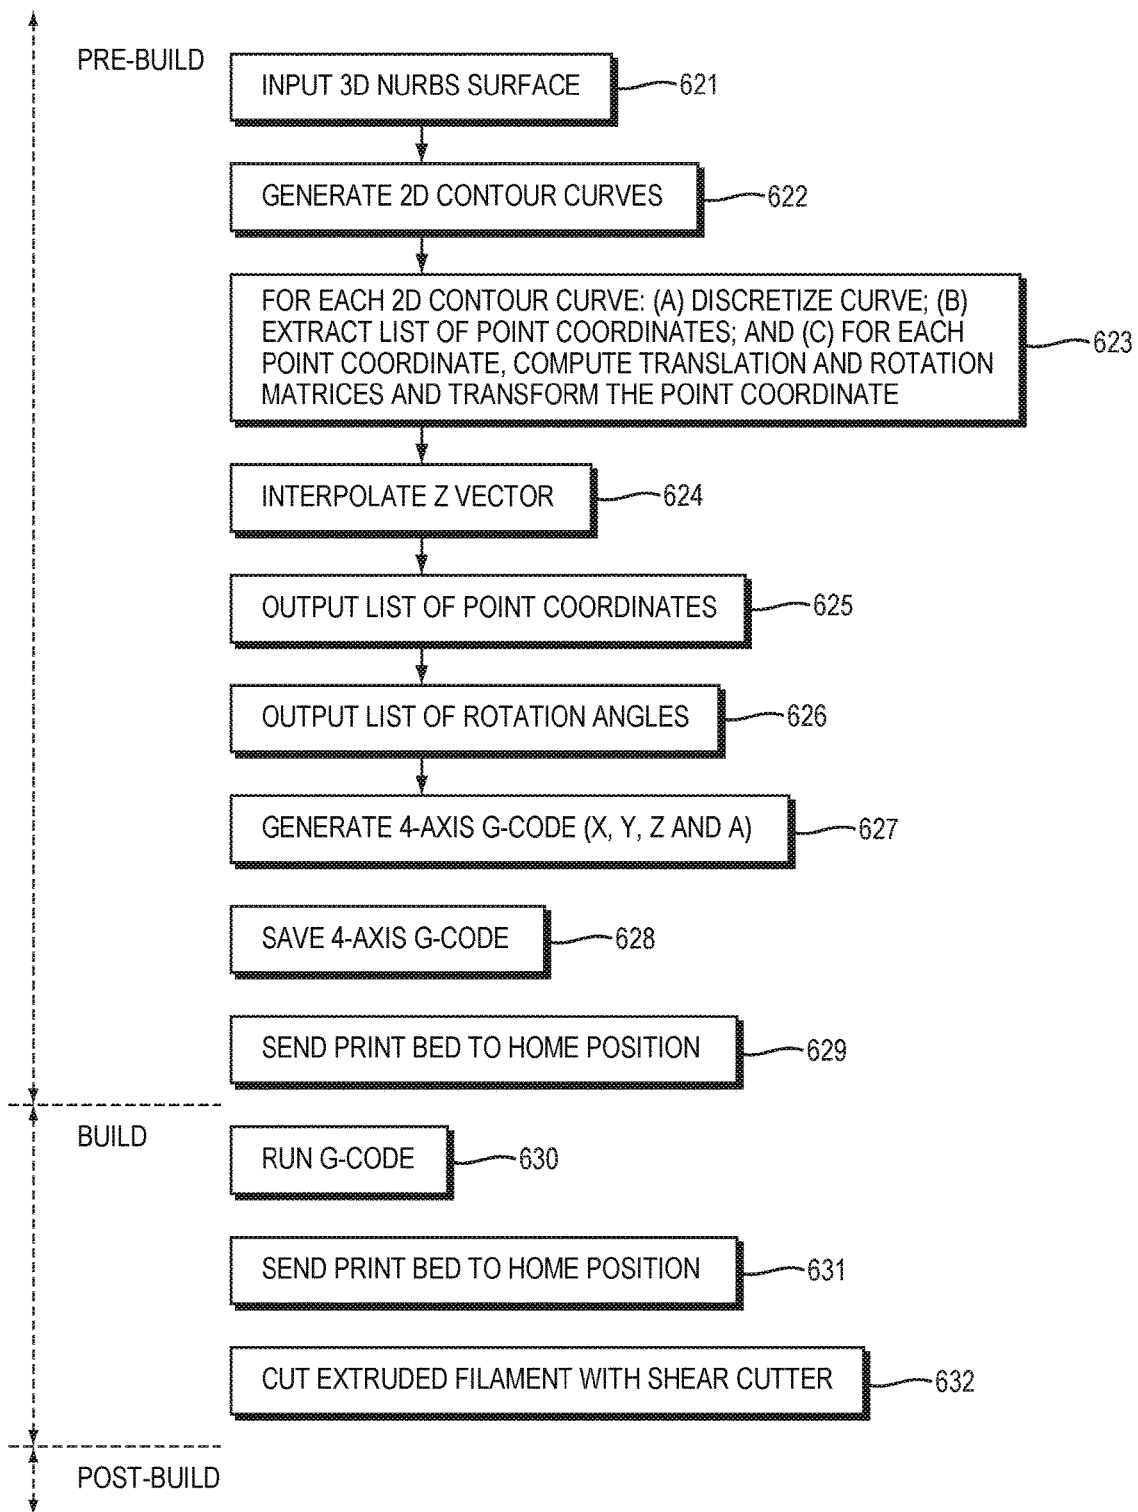 PRE-BUILD
INPUT 3D NURBS SURFACE
621
GENERATE 2D CONTOUR CURVES
622
FOR EACH 2D CONTOUR CURVE: (A) DISCRETIZE CURVE; (B)
EXTRACT LIST OF POINT COORDINATES; AND (C) FOR EACH
POINT COORDINATE, COMPUTE TRANSLATION AND ROTATION
MATRICES AND TRANSFORM THE POINT COORDINATE
623
INTERPOLATE Z VECTOR
624
OUTPUT LIST OF POINT COORDINATES
625
OUTPUT LIST OF ROTATION ANGLES
626
GENERATE 4-AXIS G-CODE (X, Y, Z AND A)
627
SAVE 4-AXIS G-CODE
628
SEND PRINT BED TO HOME POSITION
629
BUILD
RUN G-CODE
630
SEND PRINT BED TO HOME POSITION
631
CUT EXTRUDED FILAMENT WITH SHEAR CUTTER
632
POST-BUILD